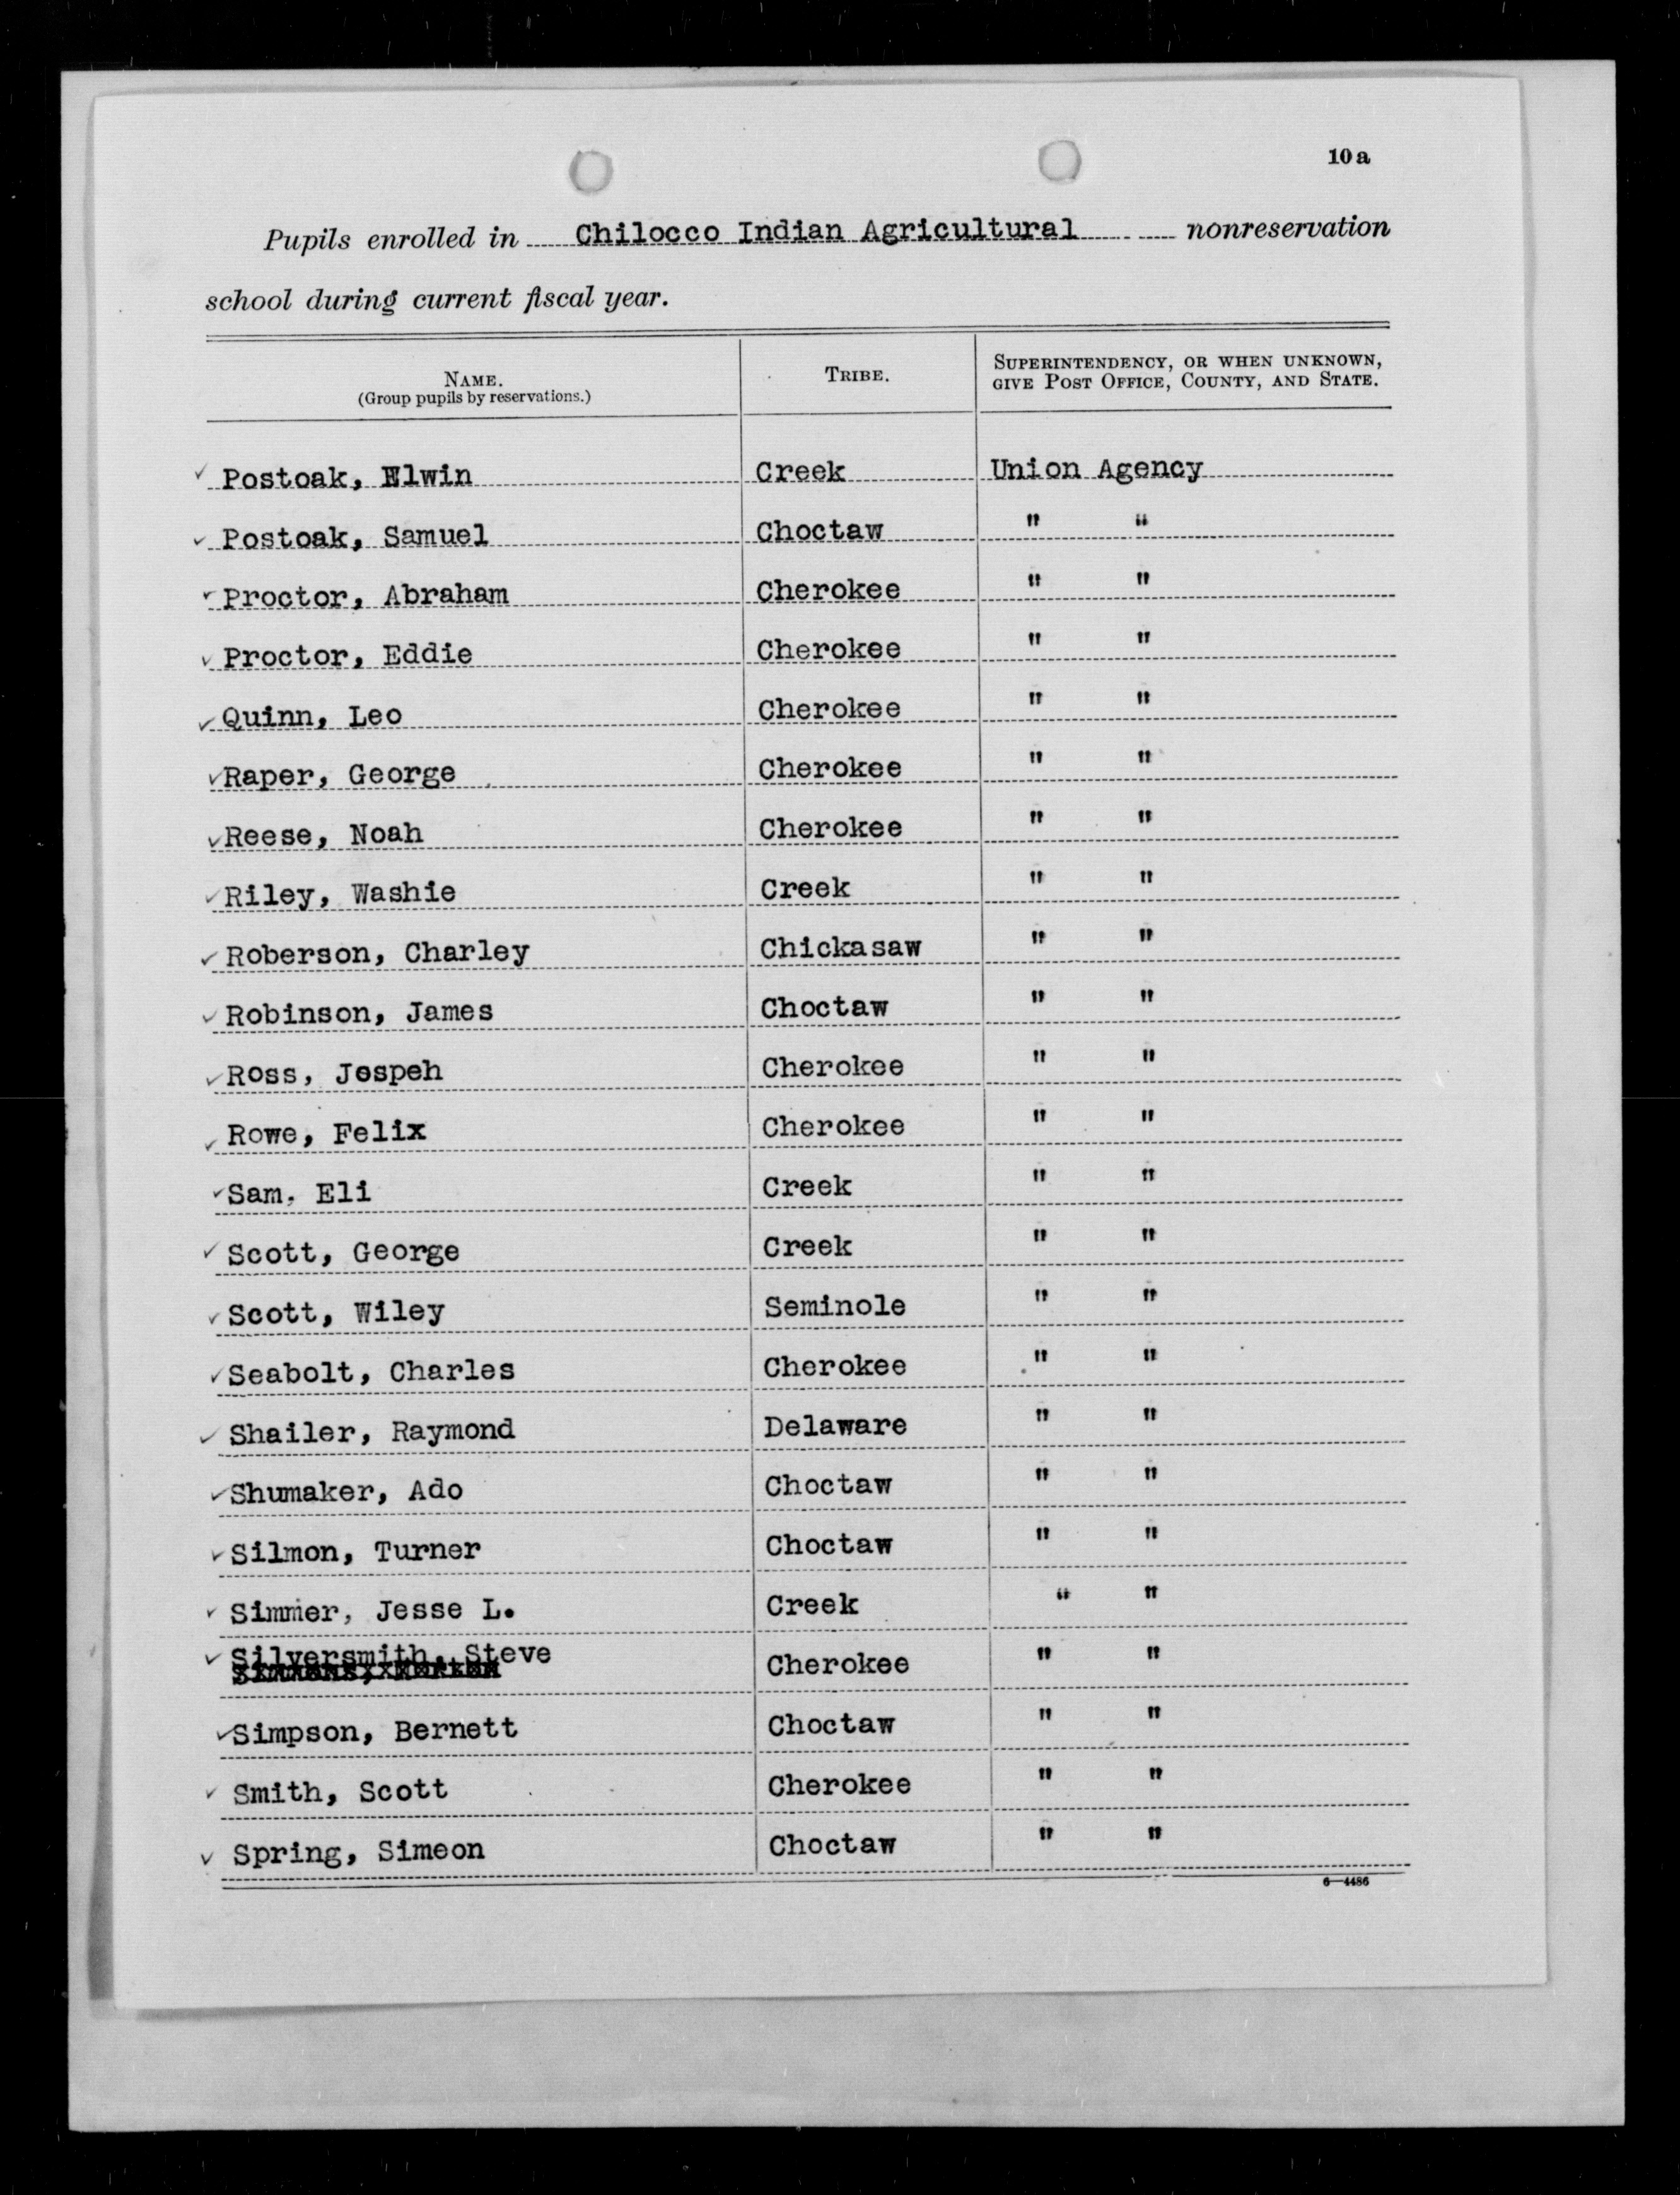 10a
Pupils enrolled in Chilocco Indian Agricultural nonreservation
school during current fiscal year.
NAME. (Group pupils by reservations.) TRIBE. SUPERINTENDENCY, OR WHEN UNKNOWN, GIVE POST OFFICE, COUNTY, AND STATE.
✓ Postoak, Elwin Creek Union Agency
✓ Postoak, Samuel Choctaw " "
✓ Proctor, Abraham Cherokee " "
✓ Proctor, Eddie Cherokee " "
✓ Quinn, Leo Cherokee " "
✓ Raper, George Cherokee " "
✓ Reese, Noah Cherokee " "
✓ Riley, Washie Creek " "
✓ Roberson, Charley Chickasaw " "
✓ Robinson, James Choctaw " "
✓ Ross, Jospeh Cherokee " "
✓ Rowe, Felix Cherokee " "
✓ Sam, Eli Creek " "
✓ Scott, George Creek " "
✓ Scott, Wiley Seminole " "
✓ Seabolt, Charles Cherokee " "
✓ Shailer, Raymond Delaware " "
✓ Shumaker, Ado Choctaw " "
✓ Silmon, Turner Choctaw " "
✓ Simmer, Jesse L. Creek " "
✓ Silversmith, Steve Cherokee " "
✓ Simpson, Bernett Choctaw " "
✓ Smith, Scott Cherokee " "
✓ Spring, Simeon Choctaw " "
6—4486